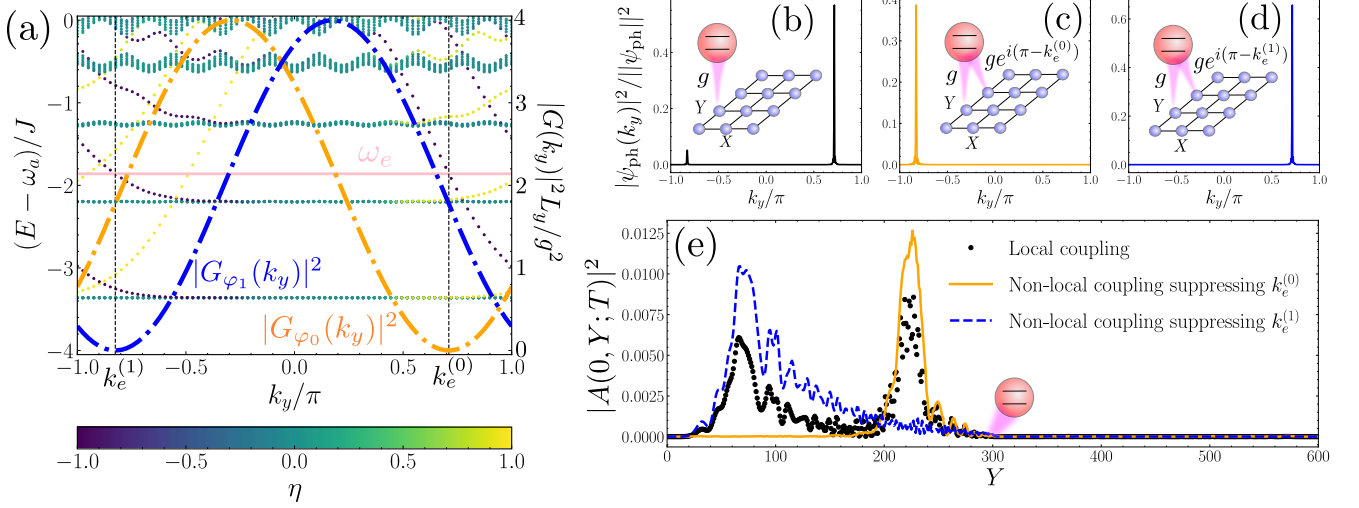 (a)
0
−1
−2
−3
−4
(E − ω_a)/J
4
3
2
1
0
|G(k_y)|²L_y/g²
ω_e
|G_φ₁(k_y)|²
|G_φ₀(k_y)|²
−1.0
k_e^(1)
−0.5
0.0
0.5
k_e^(0)
1.0
k_y/π
−1.0
−0.5
0.0
0.5
1.0
η
(b)
|ψ_ph(k_y)|²/||ψ_ph||²
0.4
0.2
0.0
g
Y
X
−1.0
−0.5
0.0
0.5
1.0
k_y/π
(c)
0.4
0.3
0.2
0.1
0.0
g
ge^{i(π−k_e^(0))}
Y
X
−1.0
−0.5
0.0
0.5
1.0
k_y/π
(d)
0.6
0.4
0.2
0.0
g
ge^{i(π−k_e^(1))}
Y
X
−1.0
−0.5
0.0
0.5
1.0
k_y/π
(e)
|A(0, Y; T)|²
0.0125
0.0100
0.0075
0.0050
0.0025
0.0000
Local coupling
Non-local coupling suppressing k_e^(0)
Non-local coupling suppressing k_e^(1)
0
100
200
300
400
500
600
Y